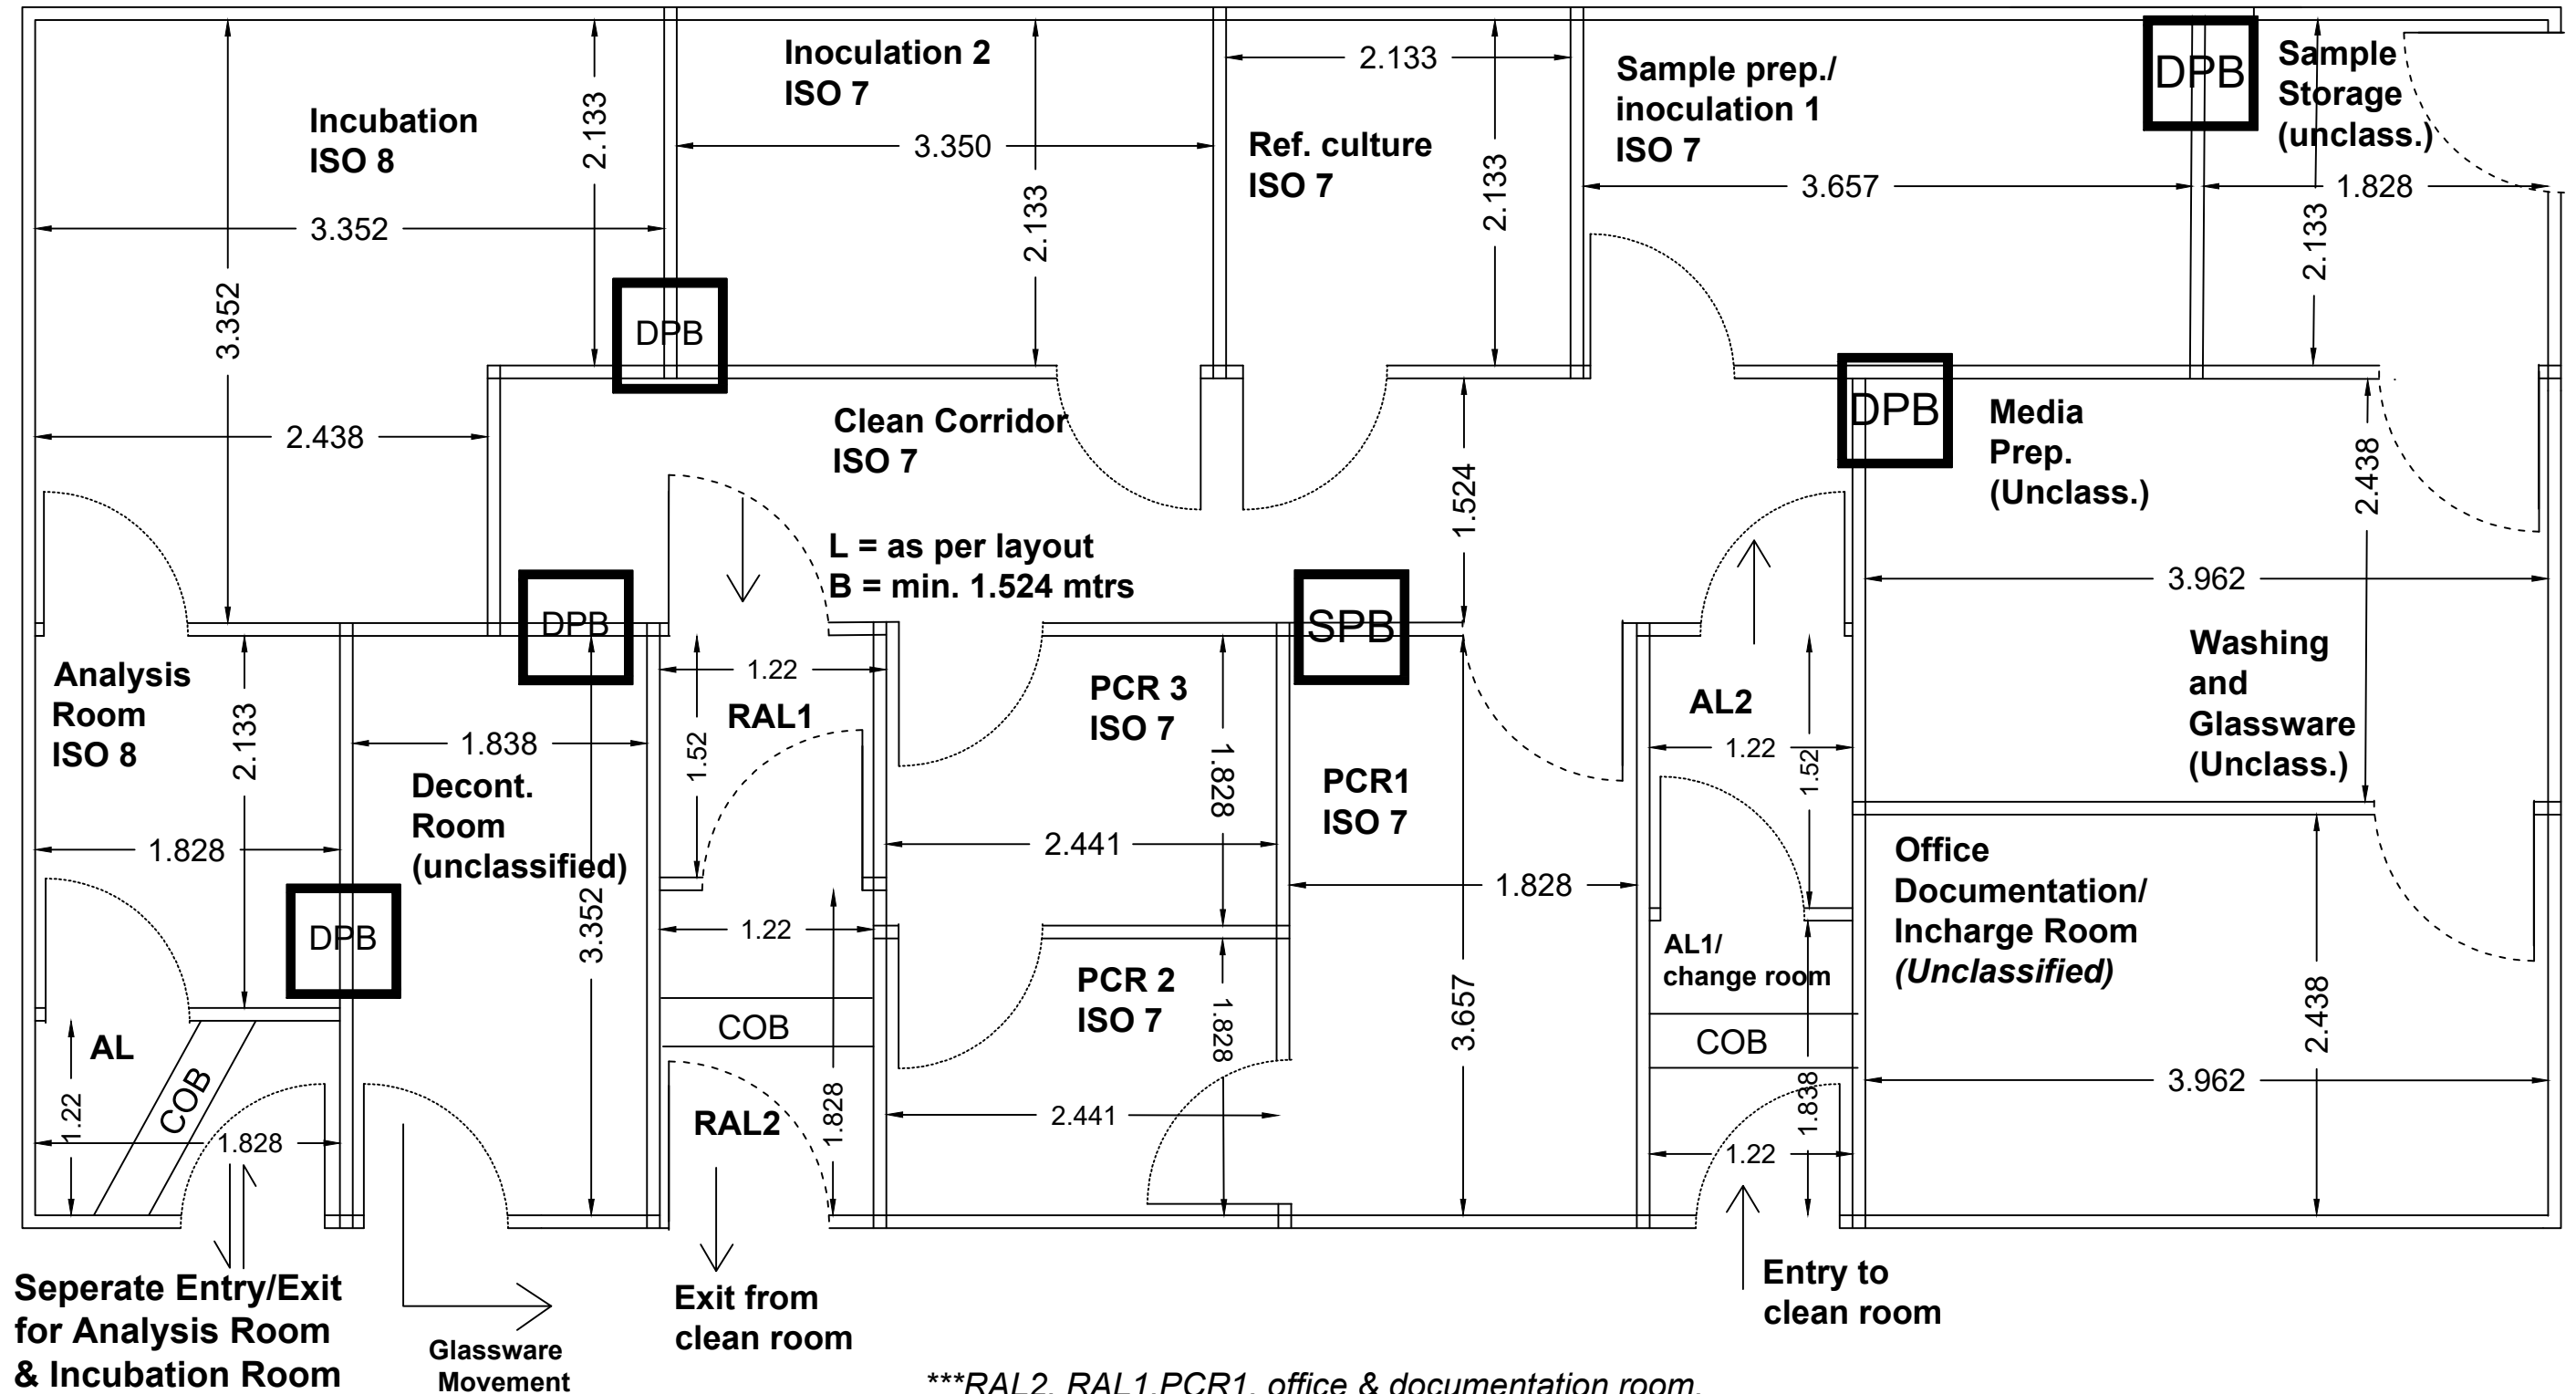 Inoculation 2
ISO 7
2.133
Sample prep./
inoculation 1
ISO 7
DPB
Sample
Storage
(unclass.)
Incubation
ISO 8
2.133
3.350
2.133
Ref. culture
ISO 7
2.133
3.657
1.828
2.133
3.352
3.352
DPB
2.438
Clean Corridor
ISO 7
L = as per layout
B = min. 1.524 mtrs
1.524
DPB
Media
Prep.
(Unclass.)
2.438
3.962
Washing
and
Glassware
(Unclass.)
DPB
SPB
Analysis
Room
ISO 8
2.133
1.828
1.838
Decont.
Room
(unclassified)
3.352
DPB
1.22
RAL1
1.52
1.22
COB
RAL2
1.828
PCR 3
ISO 7
1.828
2.441
PCR 2
ISO 7
1.828
2.441
PCR1
ISO 7
1.828
3.657
AL2
1.22
1.52
AL1/
change room
COB
1.838
1.22
Office
Documentation/
Incharge Room
(Unclassified)
2.438
3.962
AL
COB
1.22
1.828
Seperate Entry/Exit
for Analysis Room
& Incubation Room
Glassware
Movement
Exit from
clean room
Entry to
clean room
***RAL2, RAL1,PCR1, office & documentation room,